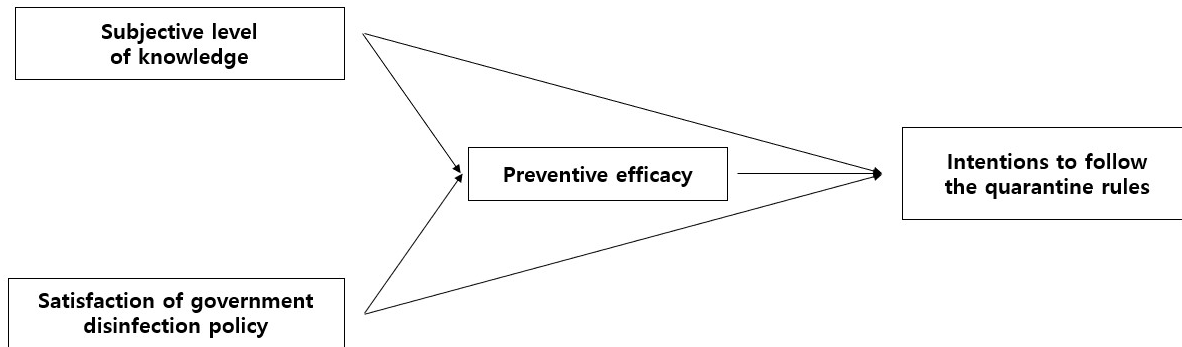 Subjective level
of knowledge
Preventive efficacy
Intentions to follow
the quarantine rules
Satisfaction of government
disinfection policy